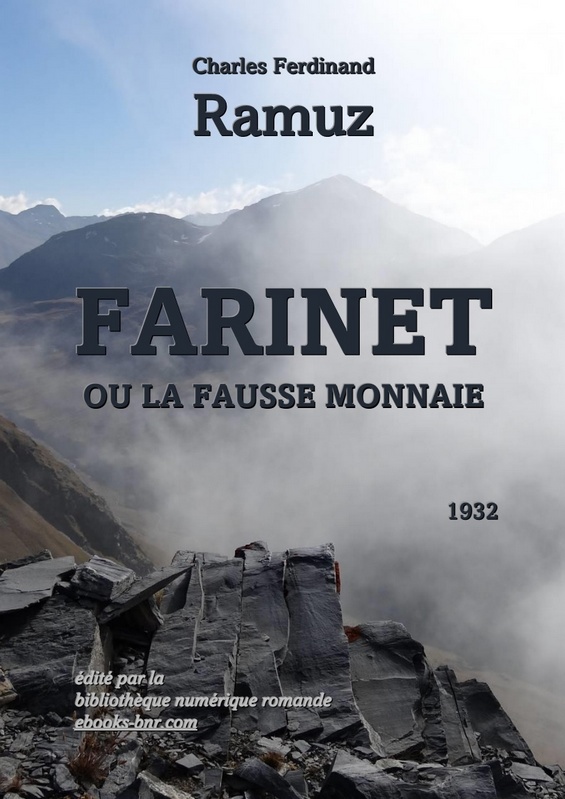 Charles Ferdinand
Ramuz
FARINET
OU LA FAUSSE MONNAIE
1932
édité par la
bibliothèque numérique romande
ebooks-bnr.com